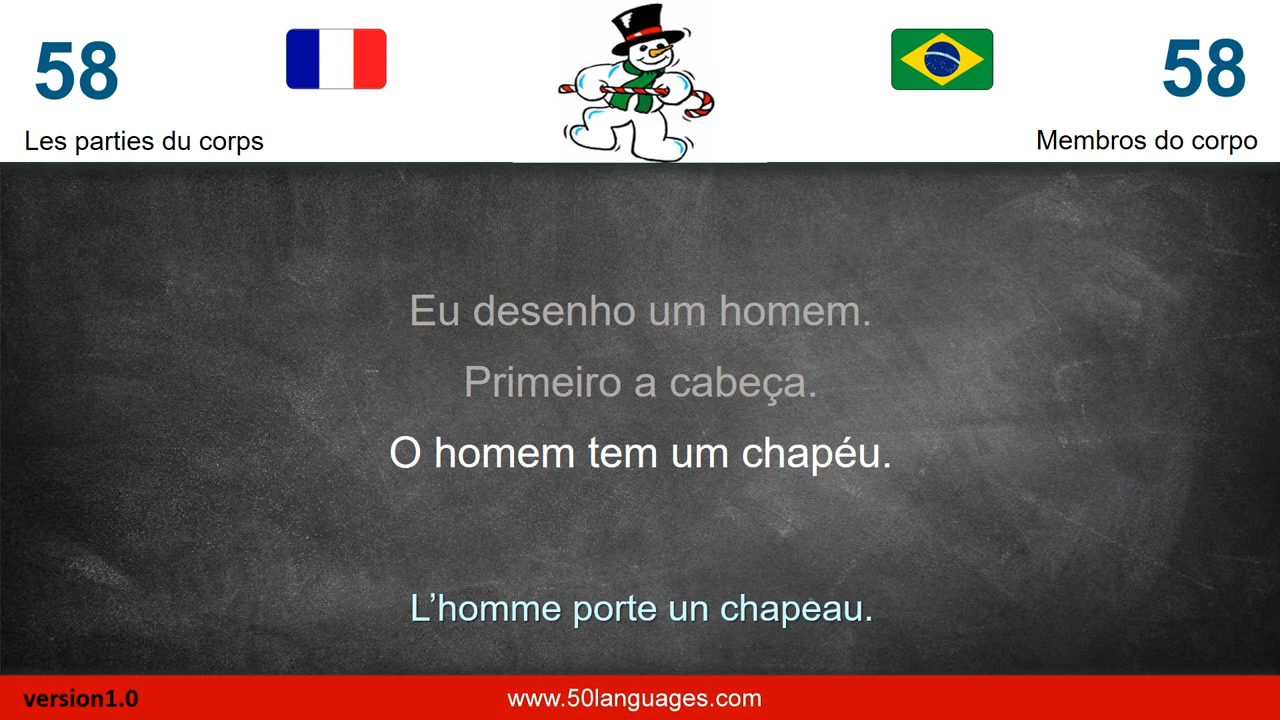 58
58
Les parties du corps
Membros do corpo
Eu desenho um homem.
Primeiro a cabeça.
O homem tem um chapéu.
L’homme porte un chapeau.
version1.0
www.50languages.com